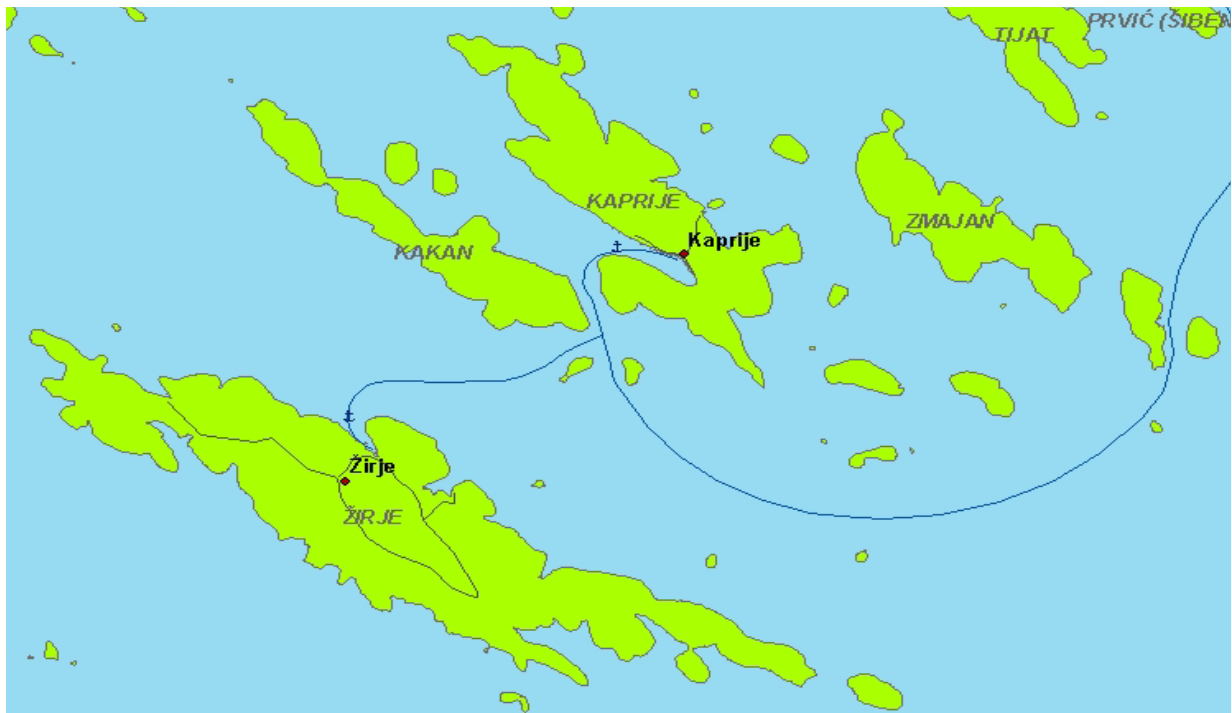 PRVIĆ (ŠIBEN
TIJAT
KAPRIJE
ZMAJAN
Kaprije
KAKAN
Žirje
ŽIRJE